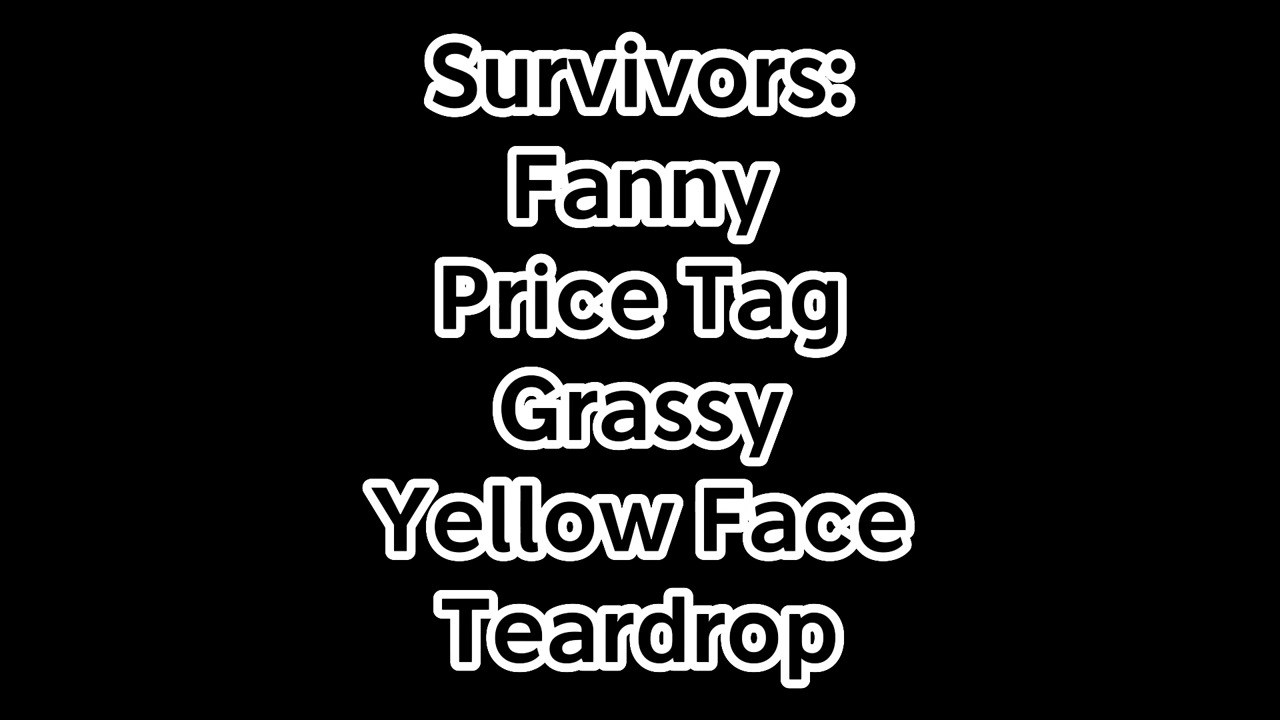 Survivors:
Fanny
Price Tag
Grassy
Yellow Face
Teardrop